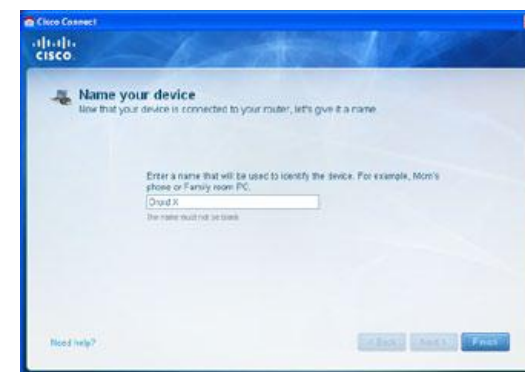 Cisco Connect
CISCO
Name your device
Now that your device is connected to your router, let's give it a name.
Enter a name that will be used to identify the device. For example, Mom's
phone or Family room PC.
Droid X
The name must not be blank
Need help?
< Back Next > Finish